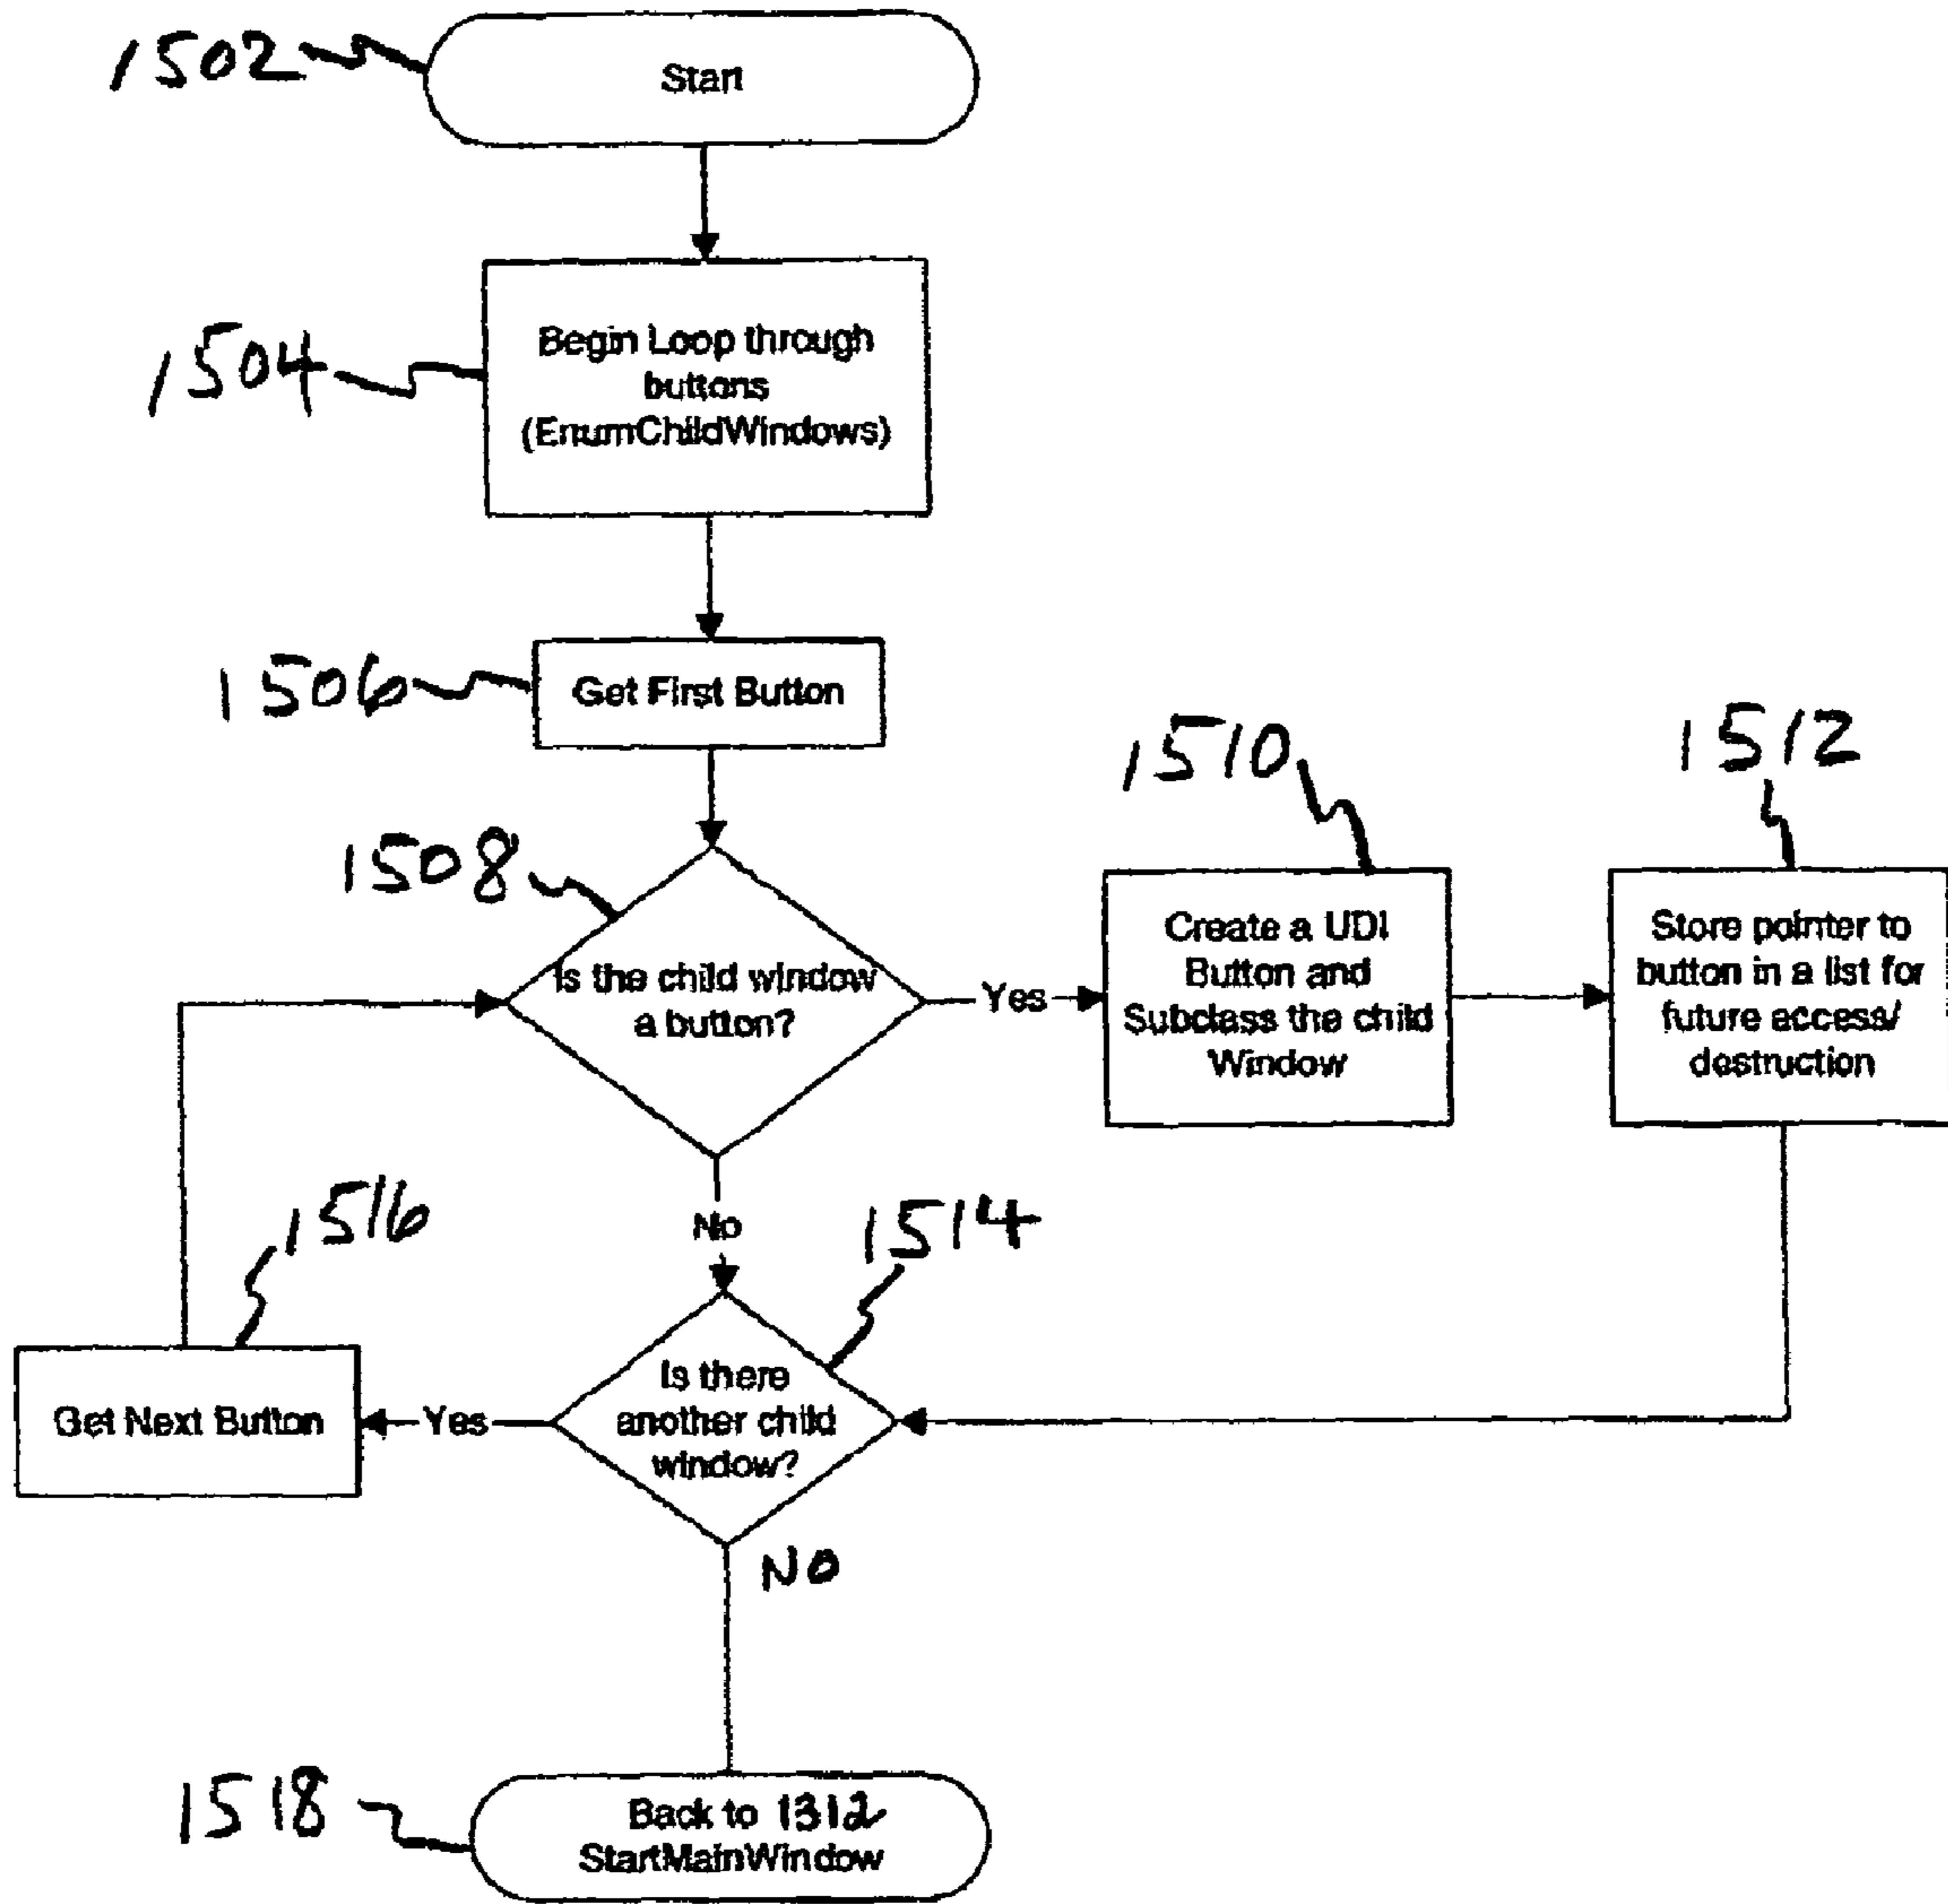 1502
Start
1504
Begin Loop through
buttons
(EnumChildWindows)
1506
Get First Button
1508
Is the child window
a button?
Yes
1510
Create a UDI
Button and
Subclass the child
Window
1512
Store pointer to
button in a list for
future access/
destruction
No
1514
Is there
another child
window?
Yes
1516
Get Next Button
NO
1518
Back to 1312
StartMainWindow